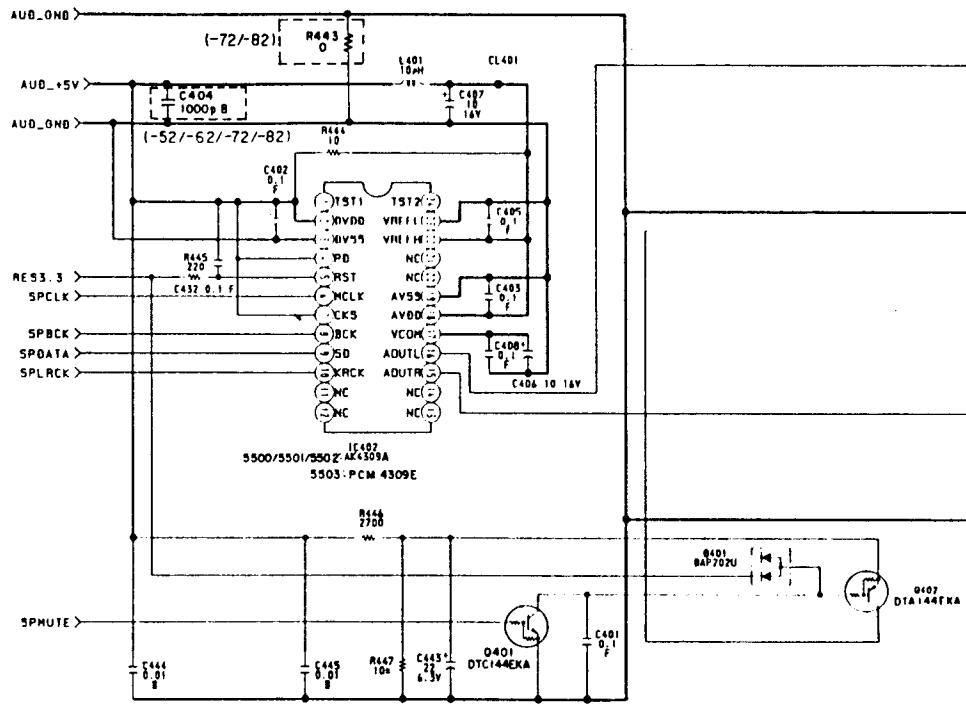 AUD_GND
(-72/-82)
R443
0
AUD_+5V
L401
10μH
CL401
C404
1000p B
C407
10
16V
AUD_GND
(-52/-62/-72/-82)
R444
10
C402
0.1
F
TST1
TST2
DVDD
VREFL
C405
0.1
F
DVSS
VREFH
PD
NC
R445
220
RES3.3
RST
NC
C432 0.1 F
C403
0.1
F
SPCLK
MCLK
AVSS
CKS
AVDD
SPBCK
BCK
VCOM
C408
0.1
F
SPDATA
SD
AOUTL
SPLRCK
LRCK
AOUTR
C406 10 16V
NC
NC
NC
NC
IC402
5500/5501/5502:AK4309A
5503:PCM 4309E
R446
2700
D401
DAP202U
Q402
DTA144EKA
SPMUTE
Q401
DTC144EKA
C401
0.1
F
C444
0.01
B
C445
0.01
B
R447
10k
C443
22
6.3V